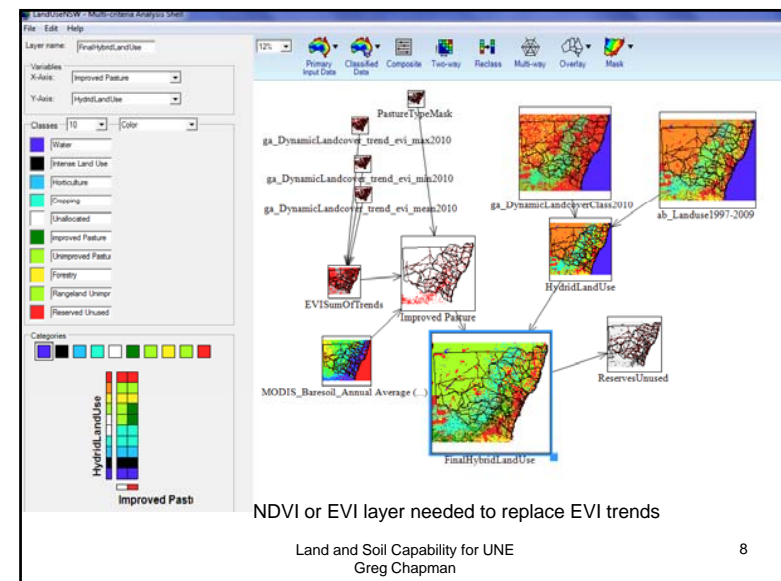 LandUseNSW - Multi-criteria Analysis Shell
File Edit Help
Layer name: FinalHybridLandUse
Variables
X-Axis: Improved Pasture
Y-Axis: HydridLandUse
Classes 10 Color
Water
Intense Land Use
Horticulture
Cropping
Unallocated
Improved Pasture
Unimproved Pastu
Forestry
Rangeland Unimpr
Reserved Unused
Categories
HydridLandUse
Improved Past
12%
Primary Input Data
Classified Data
Composite
Two-way
Reclass
Multi-way
Overlay
Mask
PastureTypeMask
ga_DynamicLandcover_trend_evi_max2010
ga_DynamicLandcover_trend_evi_min2010
ga_DynamicLandcover_trend_evi_mean2010
ga_DynamicLandcoverClass2010
ab_Landuse1997-2009
EVISumOfTrends
Improved Pasture
HydridLandUse
MODIS_Baresoil_Annual Average (...)
ReservesUnused
FinalHybridLandUse
NDVI or EVI layer needed to replace EVI trends
Land and Soil Capability for UNE
Greg Chapman
8